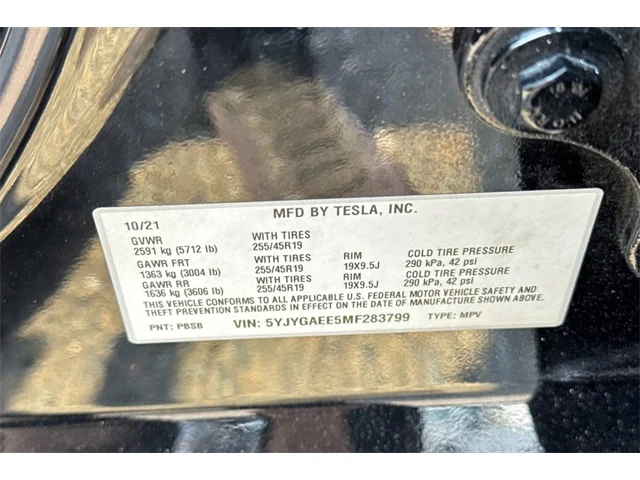 MFD BY TESLA, INC.
10/21
GVWR WITH TIRES
2591 kg (5712 lb) 255/45R19
GAWR FRT WITH TIRES RIM COLD TIRE PRESSURE
1363 kg (3004 lb) 255/45R19 19X9.5J 290 kPa, 42 psi
GAWR RR WITH TIRES RIM COLD TIRE PRESSURE
1636 kg (3606 lb) 255/45R19 19X9.5J 290 kPa, 42 psi
THIS VEHICLE CONFORMS TO ALL APPLICABLE U.S. FEDERAL MOTOR VEHICLE SAFETY AND
THEFT PREVENTION STANDARDS IN EFFECT ON THE DATE OF MANUFACTURE SHOWN ABOVE.
PNT: PBSB VIN: 5YJYGAEE5MF283799 TYPE: MPV